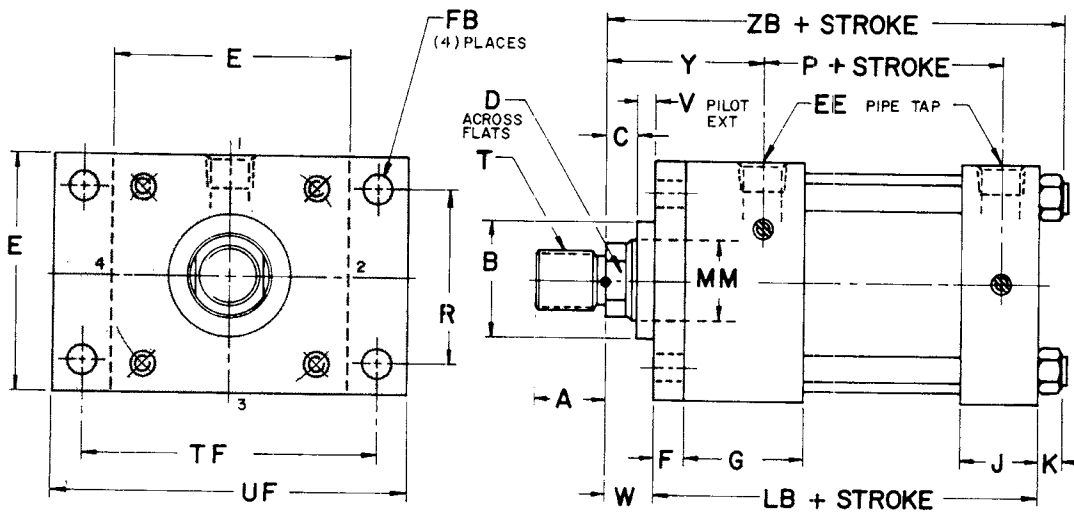 FB
(4) PLACES
E
E
4
2
3
R
TF
UF
ZB + STROKE
Y
P + STROKE
D
ACROSS
FLATS
C
V PILOT
EXT
EE PIPE TAP
T
B
MM
A
F
G
J
K
W
LB + STROKE